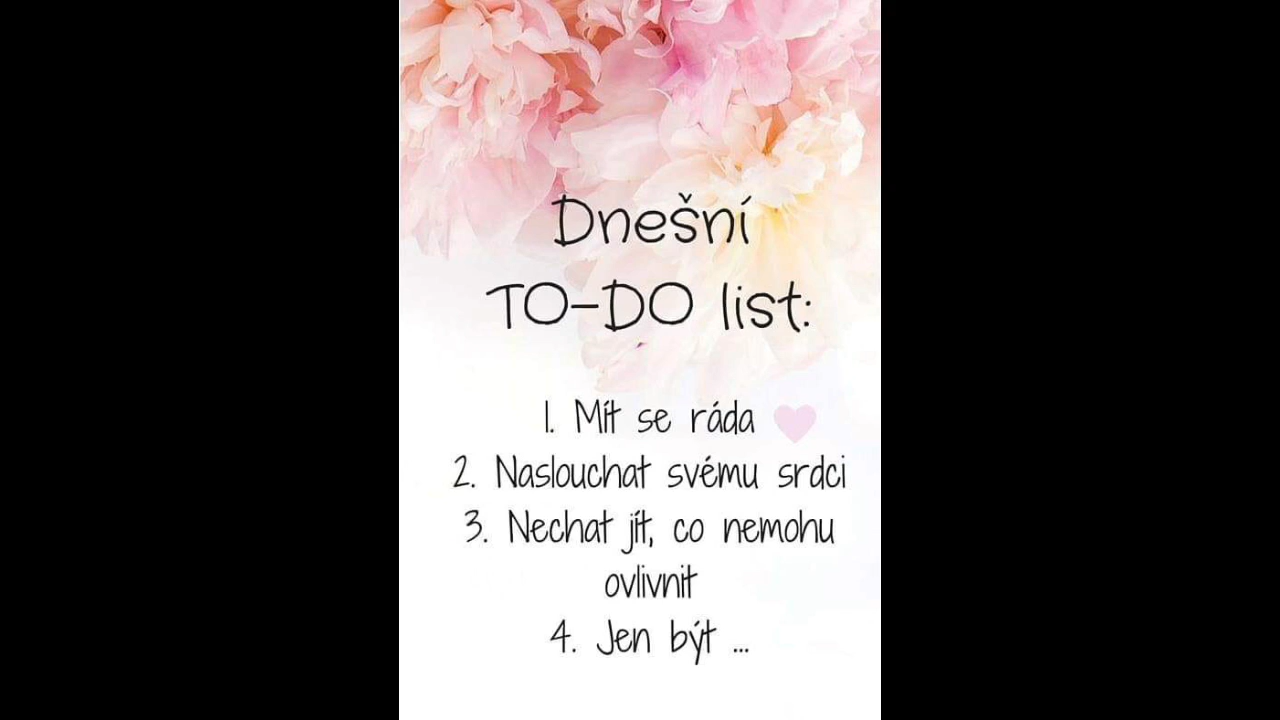 Dnešní
TO-DO list:
1. Mít se ráda
2. Naslouchat svému srdci
3. Nechat jít, co nemohu
ovlivnit
4. Jen být ...